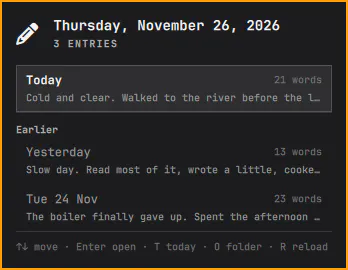 Thursday, November 26, 2026
3 ENTRIES
Today 21 words
Cold and clear. Walked to the river before the l…
Earlier
Yesterday 13 words
Slow day. Read most of it, wrote a little, cooke…
Tue 24 Nov 23 words
The boiler finally gave up. Spent the afternoon …
↑↓ move · Enter open · T today · O folder · R reload